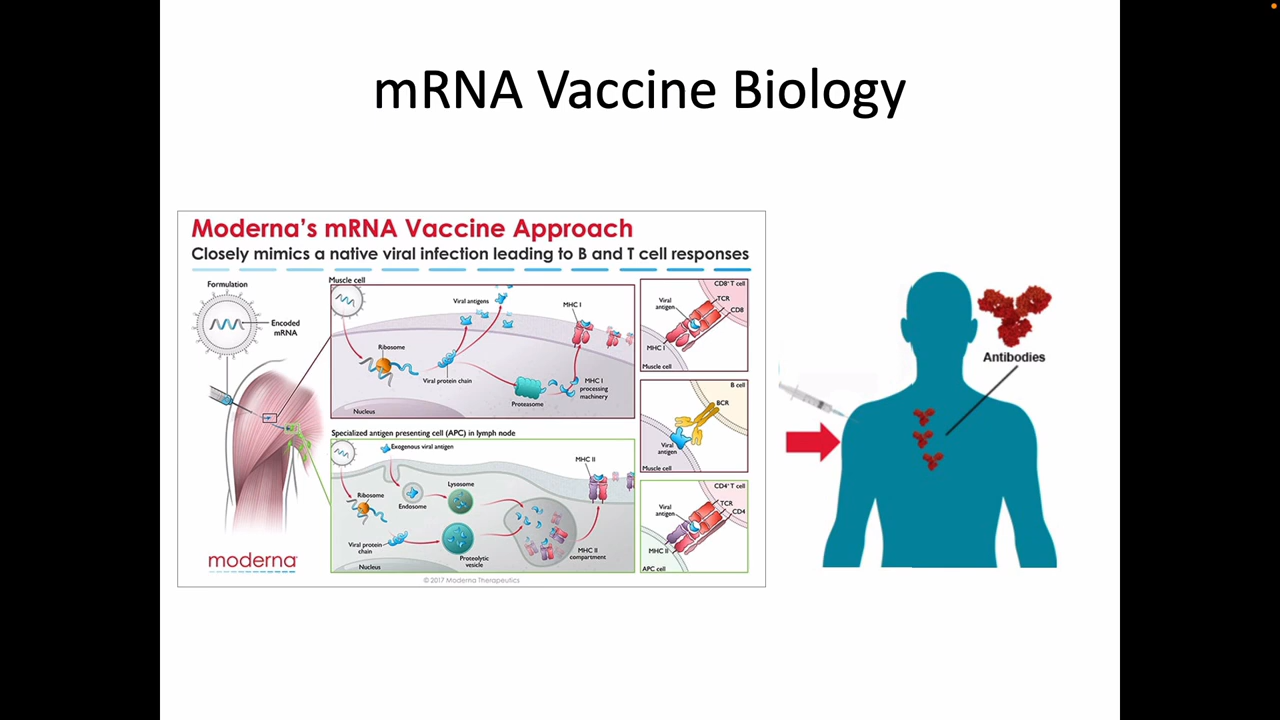 mRNA Vaccine Biology
Moderna's mRNA Vaccine Approach
Closely mimics a native viral infection leading to B and T cell responses
Formulation
Encoded
mRNA
moderna
Muscle cell
Viral antigens
MHC I
Ribosome
Viral protein chain
Proteasome
MHC I
processing
machinery
Nucleus
Specialized antigen presenting cell (APC) in lymph node
Exogenous viral antigen
MHC II
Ribosome
Endosome
Lysosome
Viral protein
chain
Proteolytic
vesicle
MHC II
compartment
Nucleus
CD8⁺ T cell
Viral
antigen
TCR
CD8
MHC I
Muscle cell
B cell
BCR
Viral
antigen
Muscle cell
CD4⁺ T cell
Viral
antigen
TCR
CD4
MHC II
APC cell
© 2017 Moderna Therapeutics
Antibodies